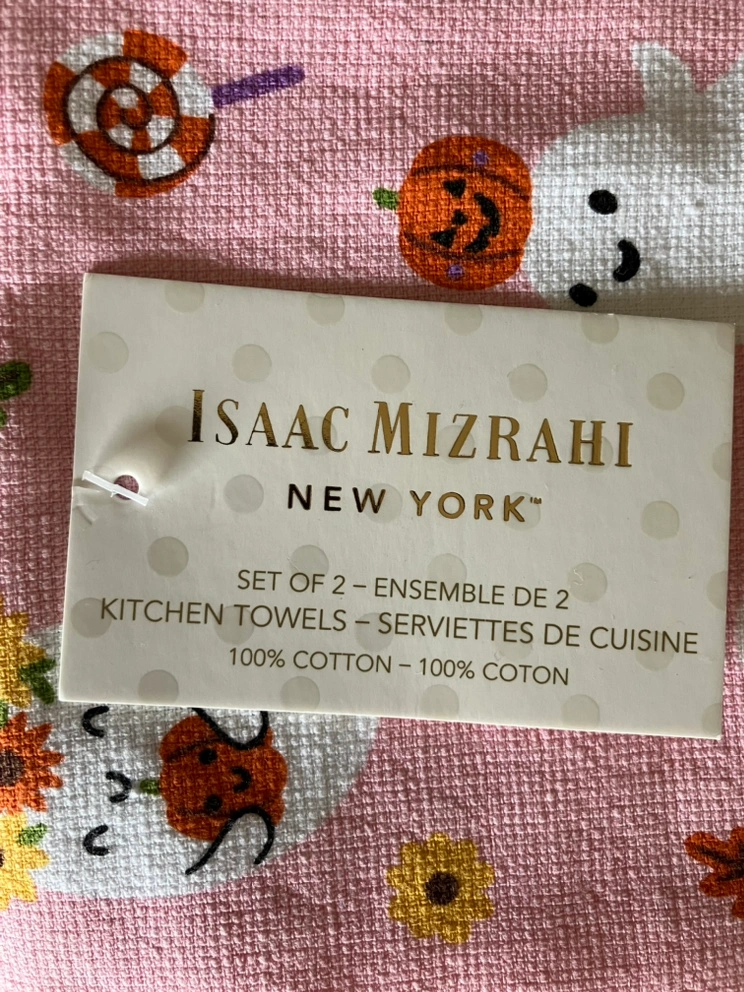 ISAAC MIZRAHI
NEW YORK™
SET OF 2 – ENSEMBLE DE 2
KITCHEN TOWELS – SERVIETTES DE CUISINE
100% COTTON – 100% COTON